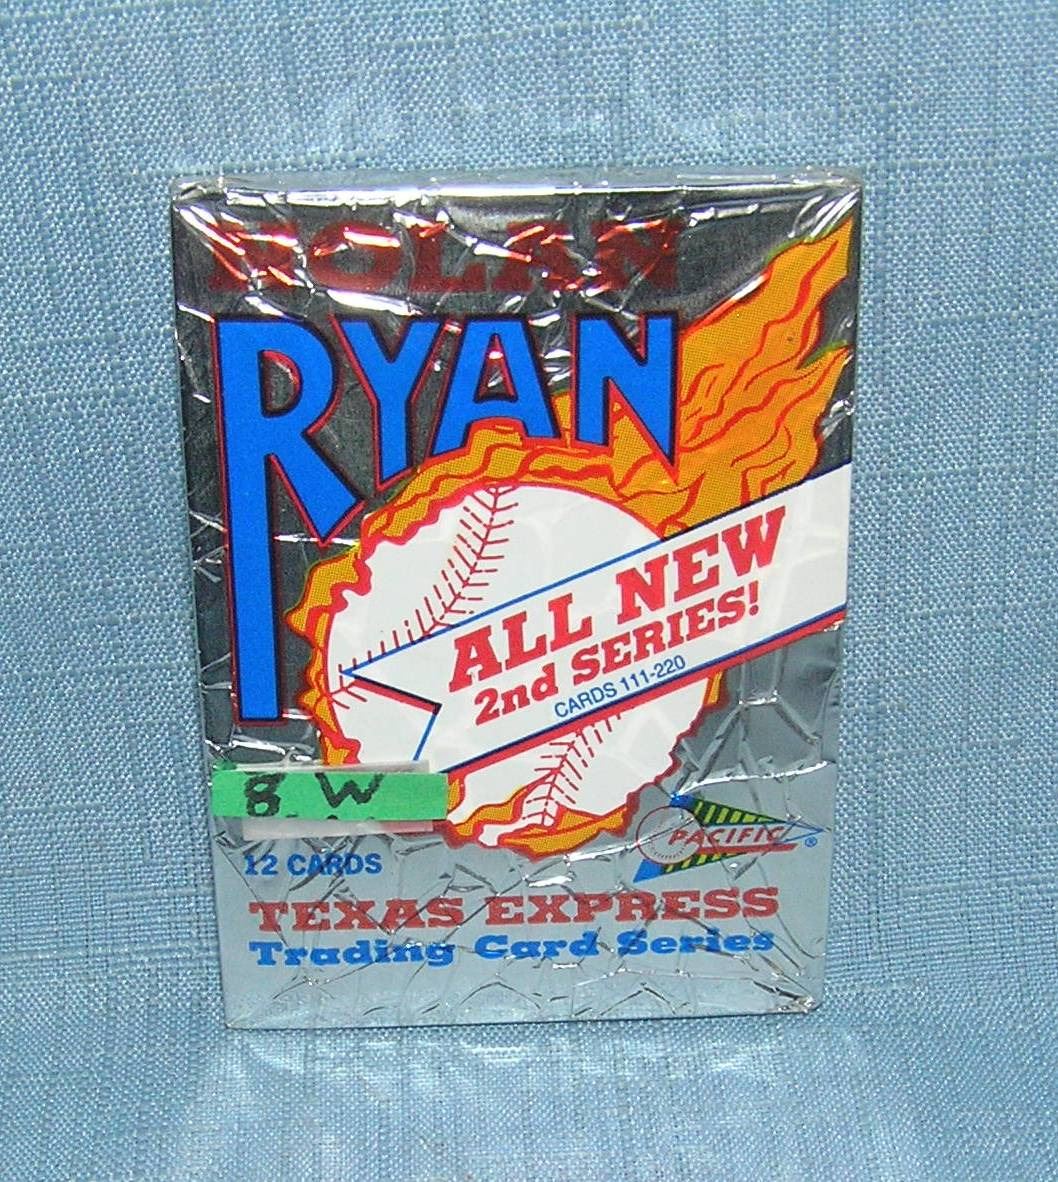 NOLAN
RYAN
ALL NEW
2nd SERIES!
CARDS 111-220
8 W
PACIFIC ®
12 CARDS
TEXAS EXPRESS
Trading Card Series